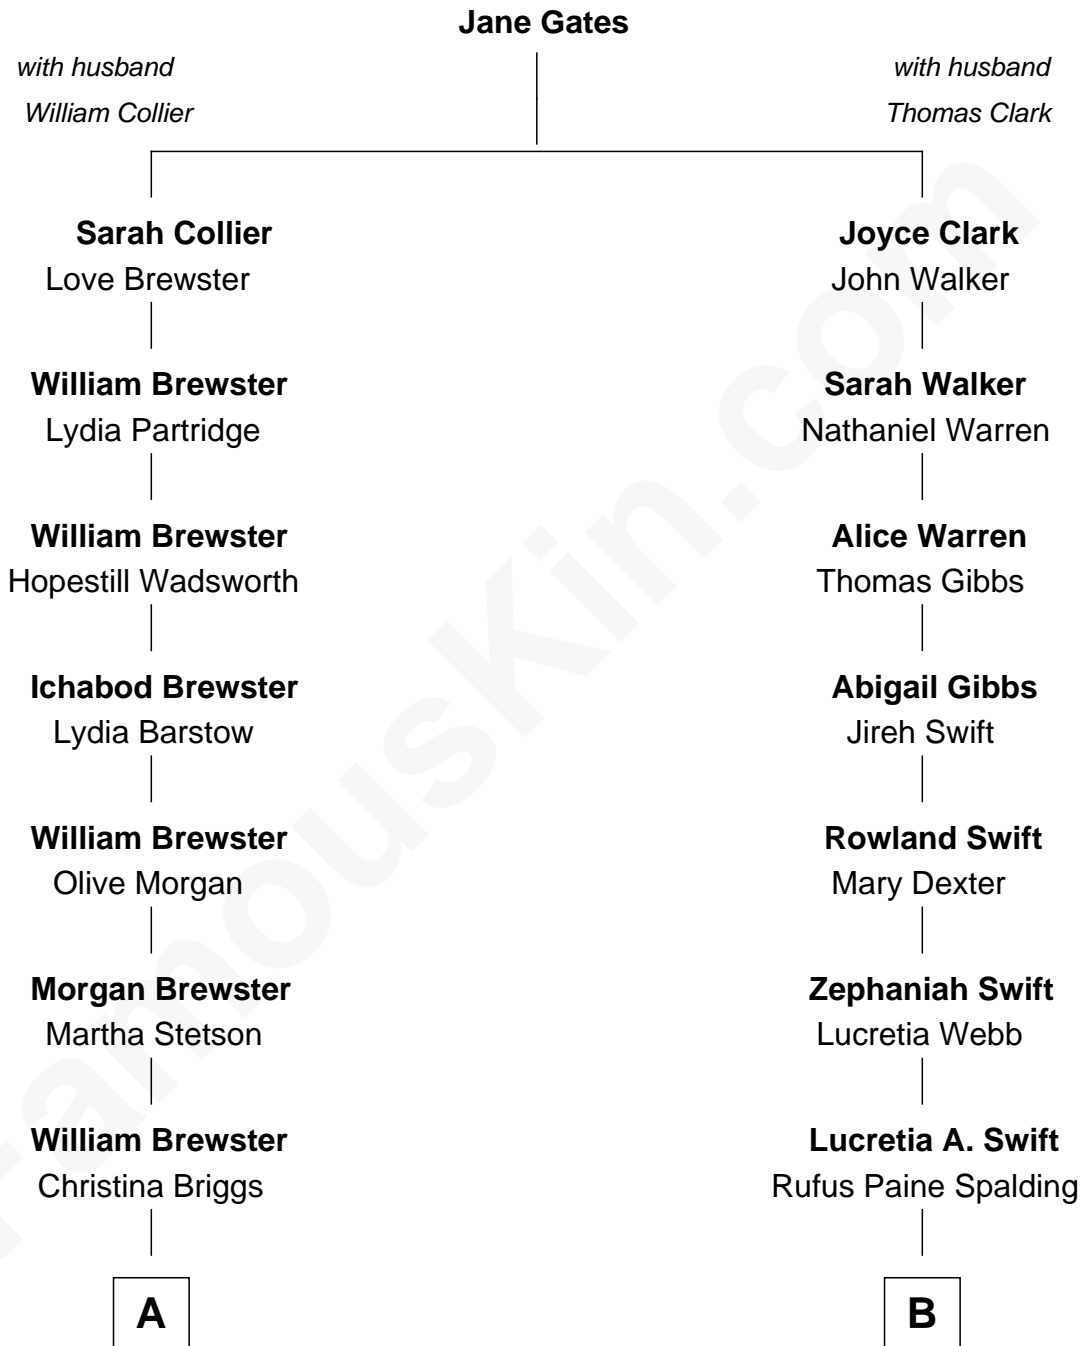 Jane Gates
with husband
William Collier
with husband
Thomas Clark
Sarah Collier
Love Brewster
Joyce Clark
John Walker
William Brewster
Lydia Partridge
Sarah Walker
Nathaniel Warren
William Brewster
Hopestill Wadsworth
Alice Warren
Thomas Gibbs
Ichabod Brewster
Lydia Barstow
Abigail Gibbs
Jireh Swift
William Brewster
Olive Morgan
Rowland Swift
Mary Dexter
Morgan Brewster
Martha Stetson
Zephaniah Swift
Lucretia Webb
William Brewster
Christina Briggs
Lucretia A. Swift
Rufus Paine Spalding
A
B
FamousKin.com